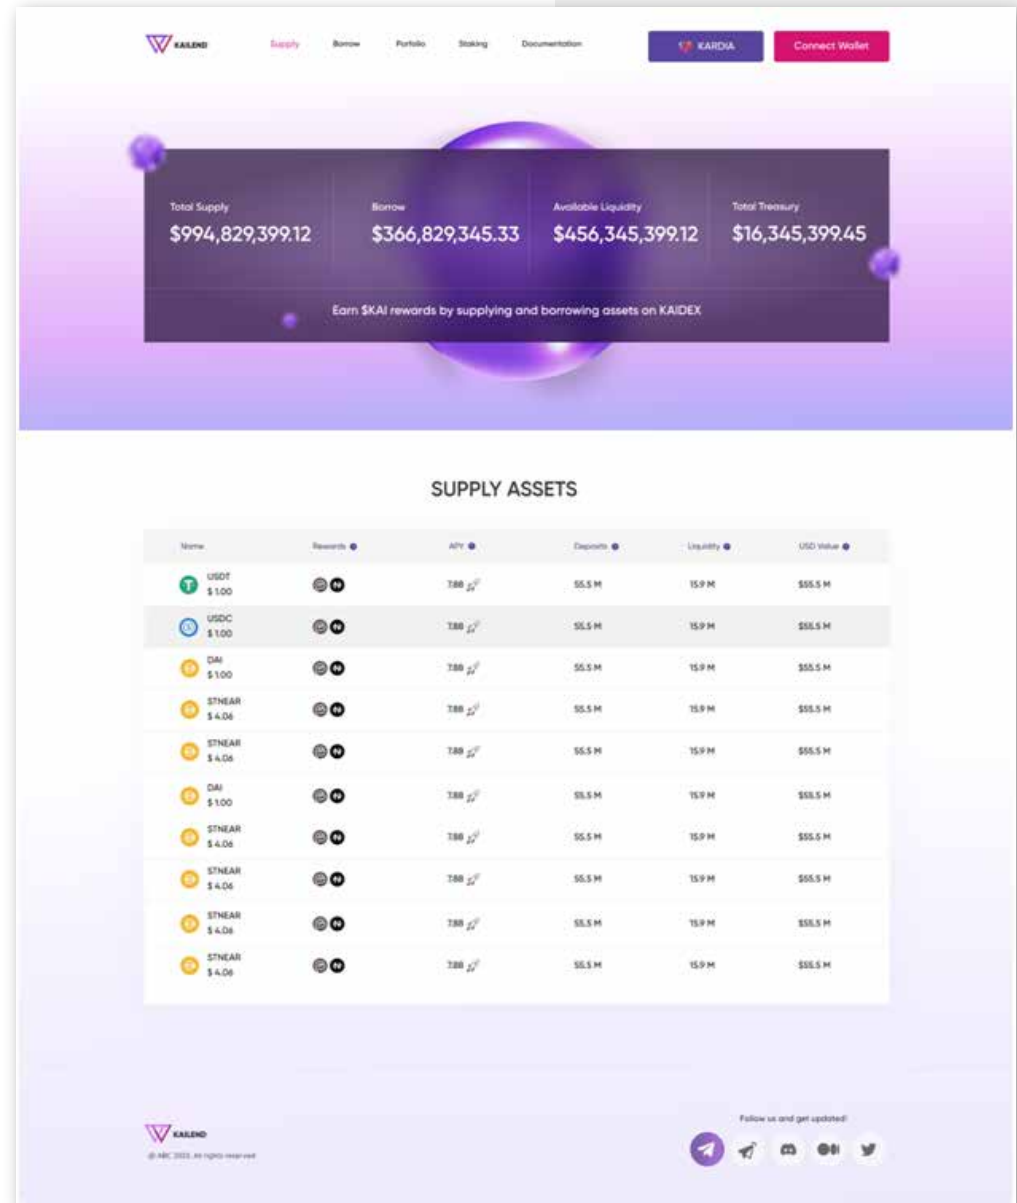 KAILEND Supply Borrow Portfolio Staking Documentation KARDIA Connect Wallet
Total Supply Borrow Available Liquidity Total Treasury
$994,829,399.12 $366,829,345.33 $456,345,399.12 $16,345,399.45
Earn $KAI rewards by supplying and borrowing assets on KAIDEX
SUPPLY ASSETS
Name Rewards APY Deposits Liquidity USD Value
USDT
$ 1.00 7.88 55.5 M 15.9 M $55.5 M
USDC
$ 1.00 7.88 55.5 M 15.9 M $55.5 M
DAI
$ 1.00 7.88 55.5 M 15.9 M $55.5 M
STNEAR
$ 4.06 7.88 55.5 M 15.9 M $55.5 M
STNEAR
$ 4.06 7.88 55.5 M 15.9 M $55.5 M
DAI
$ 1.00 7.88 55.5 M 15.9 M $55.5 M
STNEAR
$ 4.06 7.88 55.5 M 15.9 M $55.5 M
STNEAR
$ 4.06 7.88 55.5 M 15.9 M $55.5 M
STNEAR
$ 4.06 7.88 55.5 M 15.9 M $55.5 M
STNEAR
$ 4.06 7.88 55.5 M 15.9 M $55.5 M
Follow us and get updated!
KAILEND
@ ABC All rights reserved